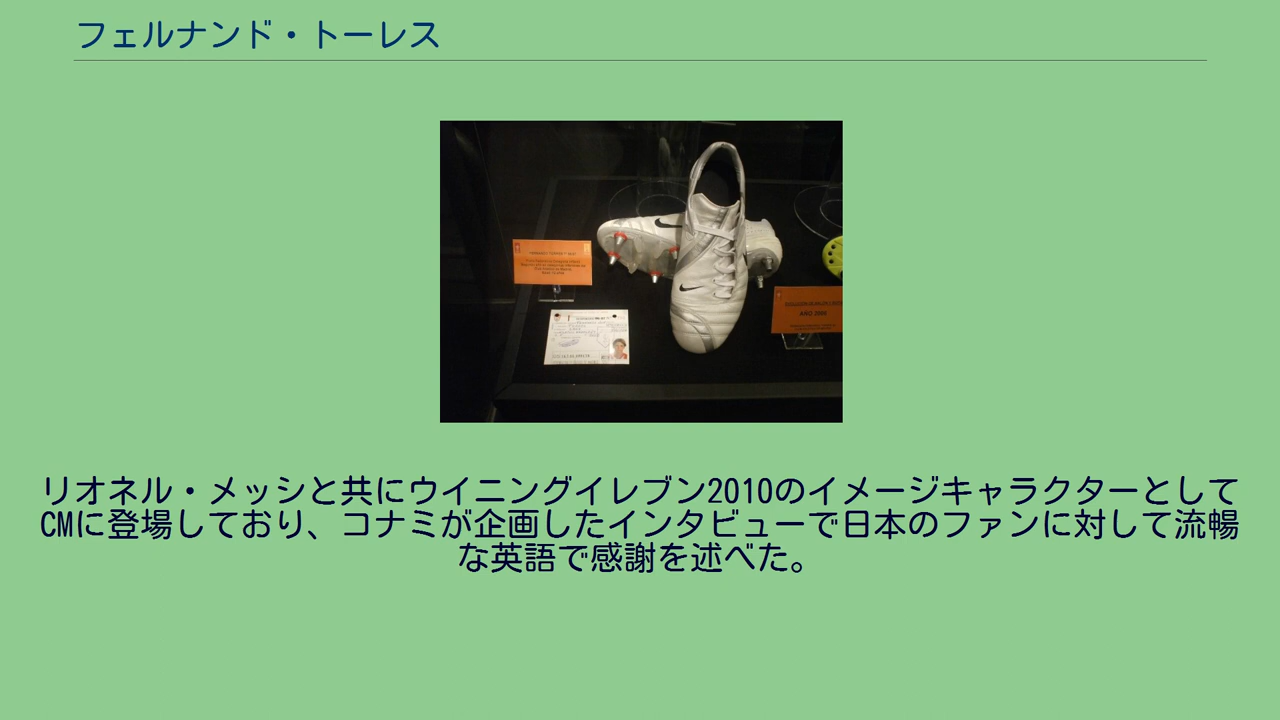 フェルナンド・トーレス
AÑO 2008
リオネル・メッシと共にウイニングイレブン2010のイメージキャラクターとして
CMに登場しており、コナミが企画したインタビューで日本のファンに対して流暢
な英語で感謝を述べた。